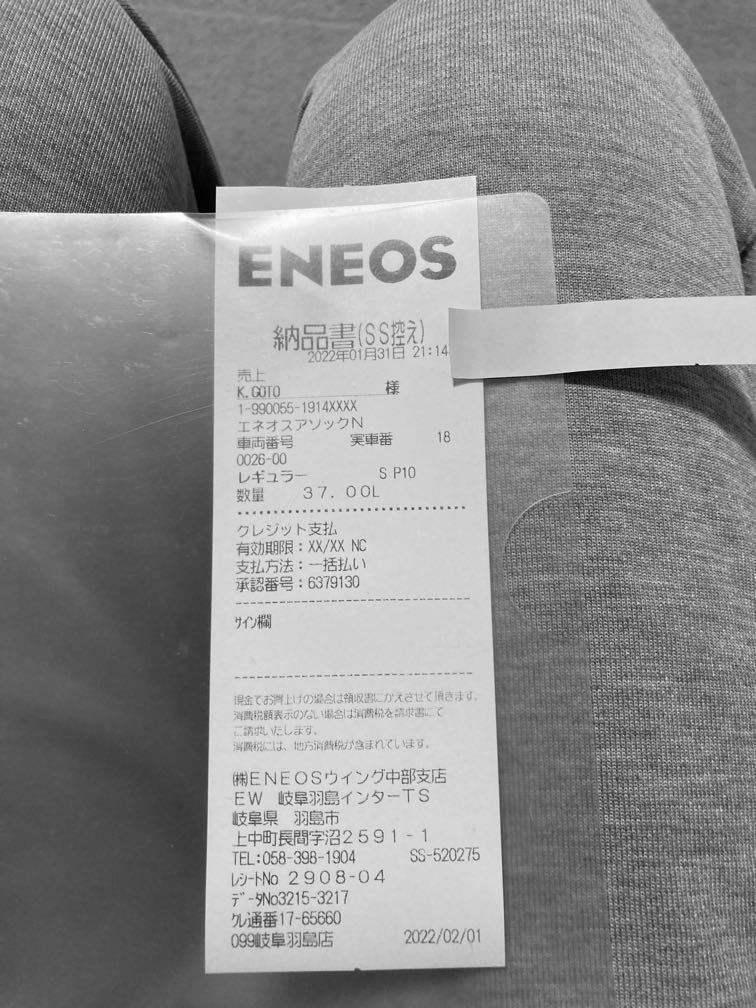 ENEOS
納品書(SS控え)
2022年01月31日 21:14
売上
K.GOTO 様
1-990055-1914XXXX
エネオスアソックN
車両番号 実車番 18
0026-00
レギュラー S P10
数量 37.00L
クレジット支払
有効期限:XX/XX NC
支払方法:一括払い
承認番号:6379130
サイン欄
現金でお買上げの場合は領収書にかえさせて頂きます。
消費税額表示のない場合は消費税を請求書にて
ご請求いたします。
消費税には、地方消費税が含まれています。
㈱ENEOSウイング中部支店
EW 岐阜羽島インターTS
岐阜県 羽島市
上中町長間字沼2591-1
TEL:058-398-1904 SS-520275
レシートNo 2908-04
データNo3215-3217
クレ通番17-65660
099岐阜羽島店 2022/02/01